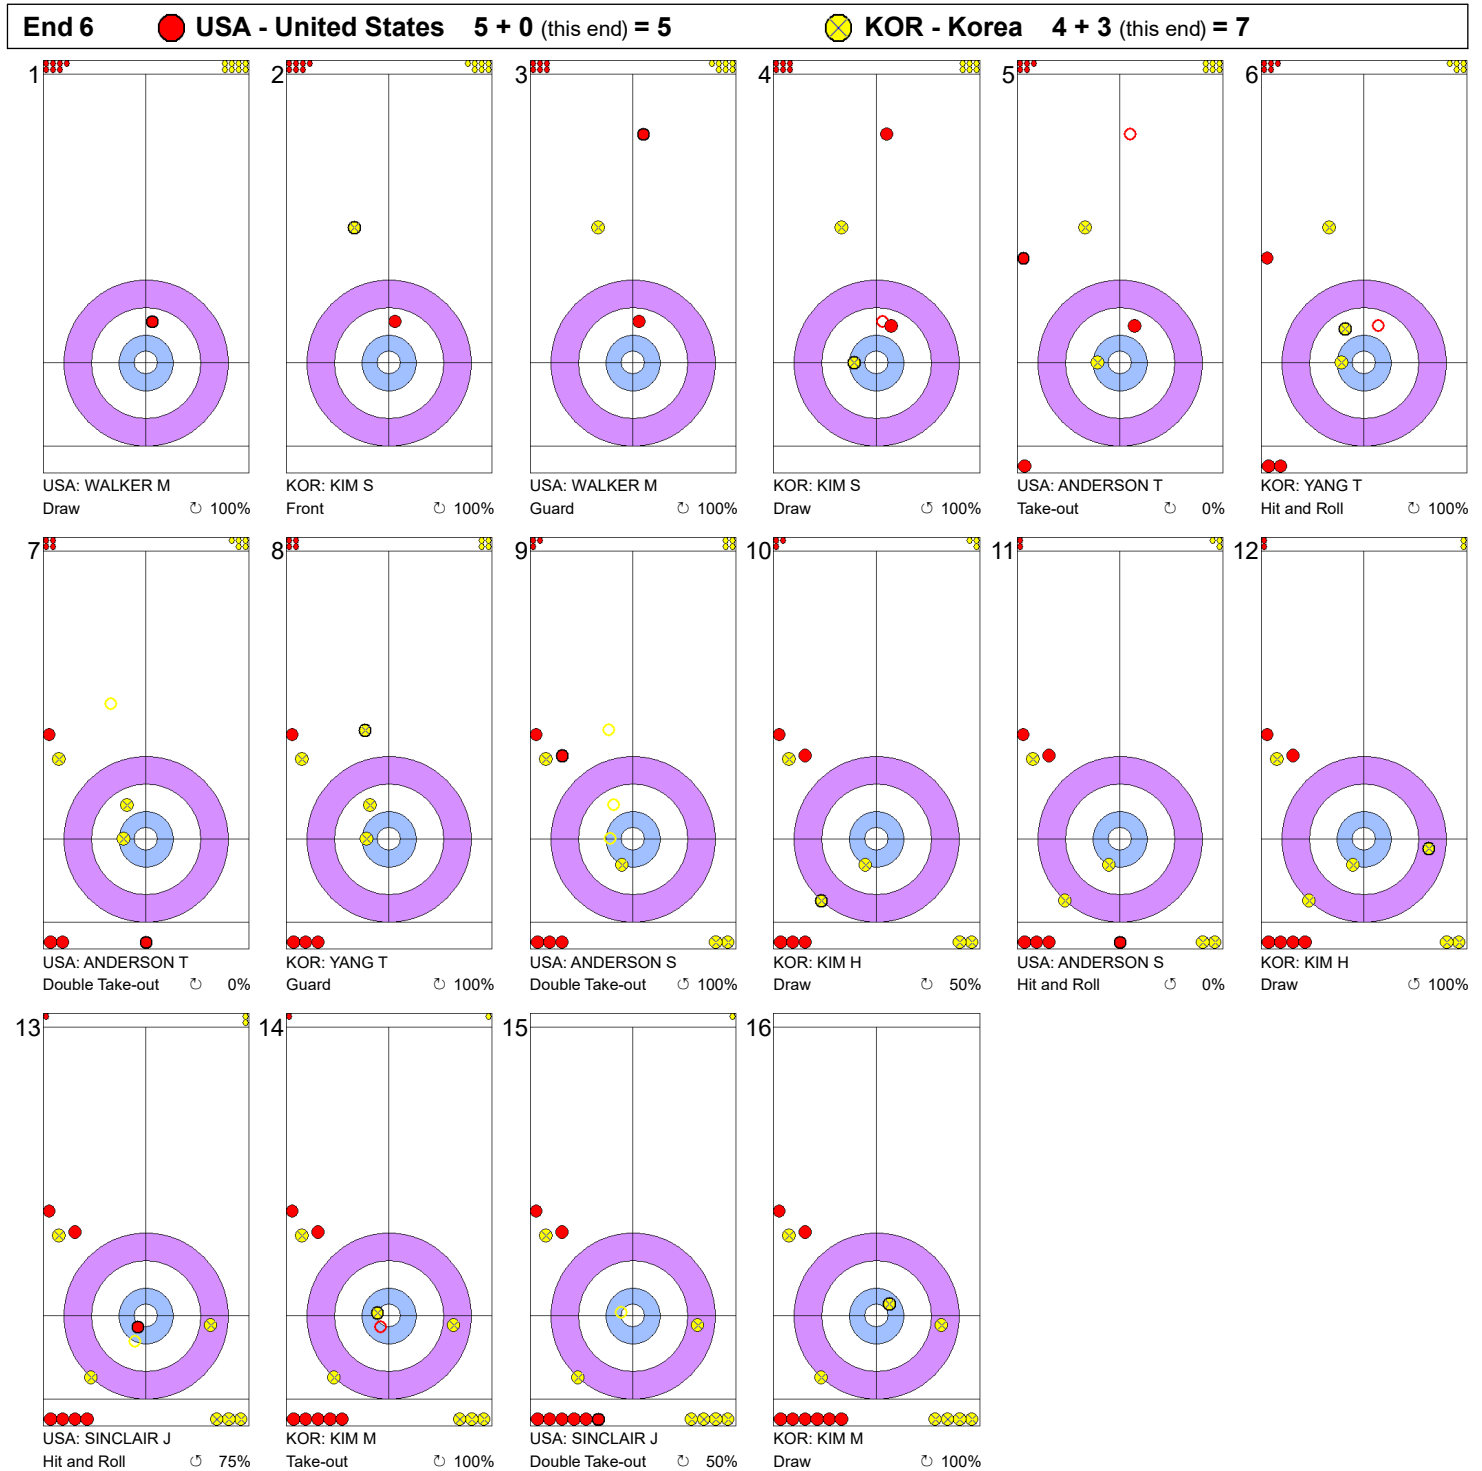 End 6 USA - United States 5 + 0 (this end) = 5 KOR - Korea 4 + 3 (this end) = 7
1 2 3 4 5 6
USA: WALKER M KOR: KIM S USA: WALKER M KOR: KIM S USA: ANDERSON T KOR: YANG T
Draw ↻ 100% Front ↻ 100% Guard ↻ 100% Draw ↺ 100% Take-out ↻ 0% Hit and Roll ↻ 100%
7 8 9 10 11 12
USA: ANDERSON T KOR: YANG T USA: ANDERSON S KOR: KIM H USA: ANDERSON S KOR: KIM H
Double Take-out ↻ 0% Guard ↻ 100% Double Take-out ↺ 100% Draw ↻ 50% Hit and Roll ↺ 0% Draw ↺ 100%
13 14 15 16
USA: SINCLAIR J KOR: KIM M USA: SINCLAIR J KOR: KIM M
Hit and Roll ↺ 75% Take-out ↻ 100% Double Take-out ↻ 50% Draw ↻ 100%